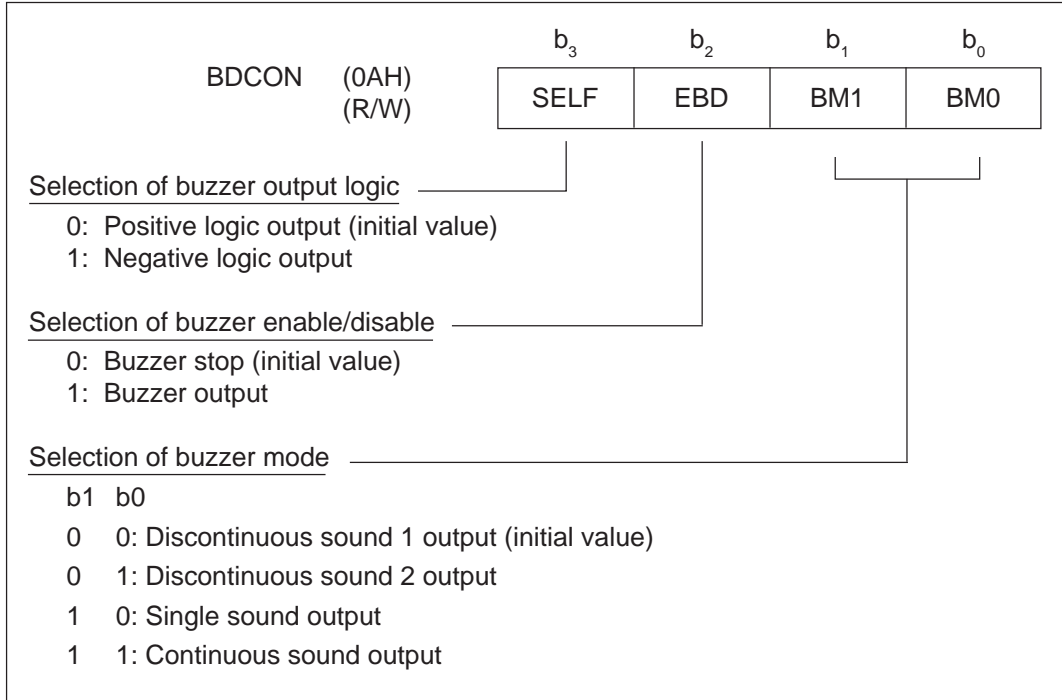 b3 b2 b1 b0
BDCON (0AH)
(R/W)
SELF EBD BM1 BM0
Selection of buzzer output logic
0: Positive logic output (initial value)
1: Negative logic output
Selection of buzzer enable/disable
0: Buzzer stop (initial value)
1: Buzzer output
Selection of buzzer mode
b1 b0
0 0: Discontinuous sound 1 output (initial value)
0 1: Discontinuous sound 2 output
1 0: Single sound output
1 1: Continuous sound output